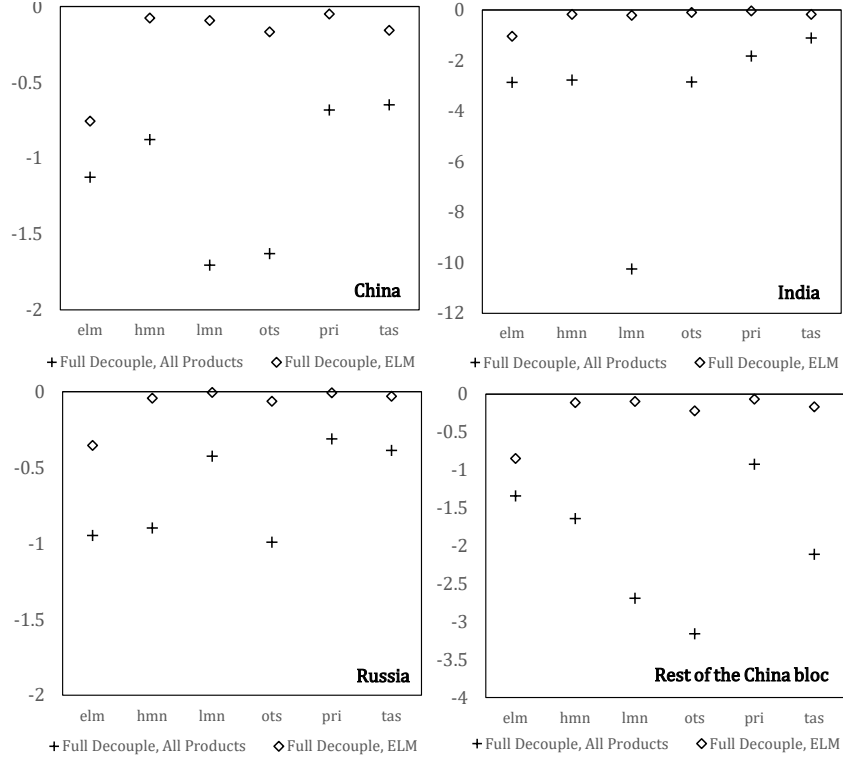 0
-0.5
-1
-1.5
-2
China
elm hmn lmn ots pri tas
Full Decouple, All Products Full Decouple, ELM
0
-2
-4
-6
-8
-10
-12
India
elm hmn lmn ots pri tas
Full Decouple, All Products Full Decouple, ELM
0
-0.5
-1
-1.5
-2
Russia
elm hmn lmn ots pri tas
Full Decouple, All Products Full Decouple, ELM
0
-0.5
-1
-1.5
-2
-2.5
-3
-3.5
-4
Rest of the China bloc
elm hmn lmn ots pri tas
Full Decouple, All Products Full Decouple, ELM